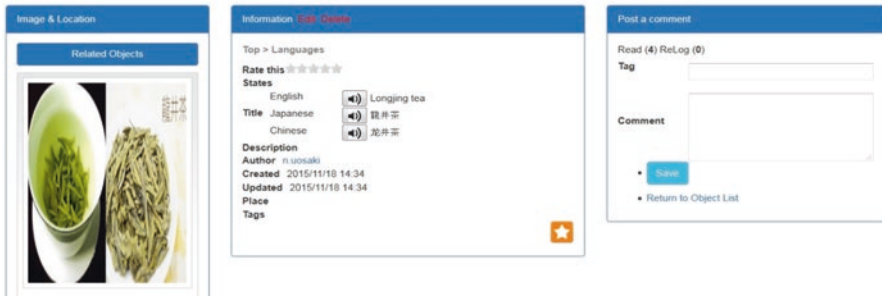 Image & Location
Related Objects
井茶
Information Edit Delete
Top > Languages
Rate this
States
English Longjing tea
Title Japanese 龍井茶
Chinese 龙井茶
Description
Author n.uosaki
Created 2015/11/18 14:34
Updated 2015/11/18 14:34
Place
Tags
Post a comment
Read (4) ReLog (0)
Tag
Comment
• Save
• Return to Object List